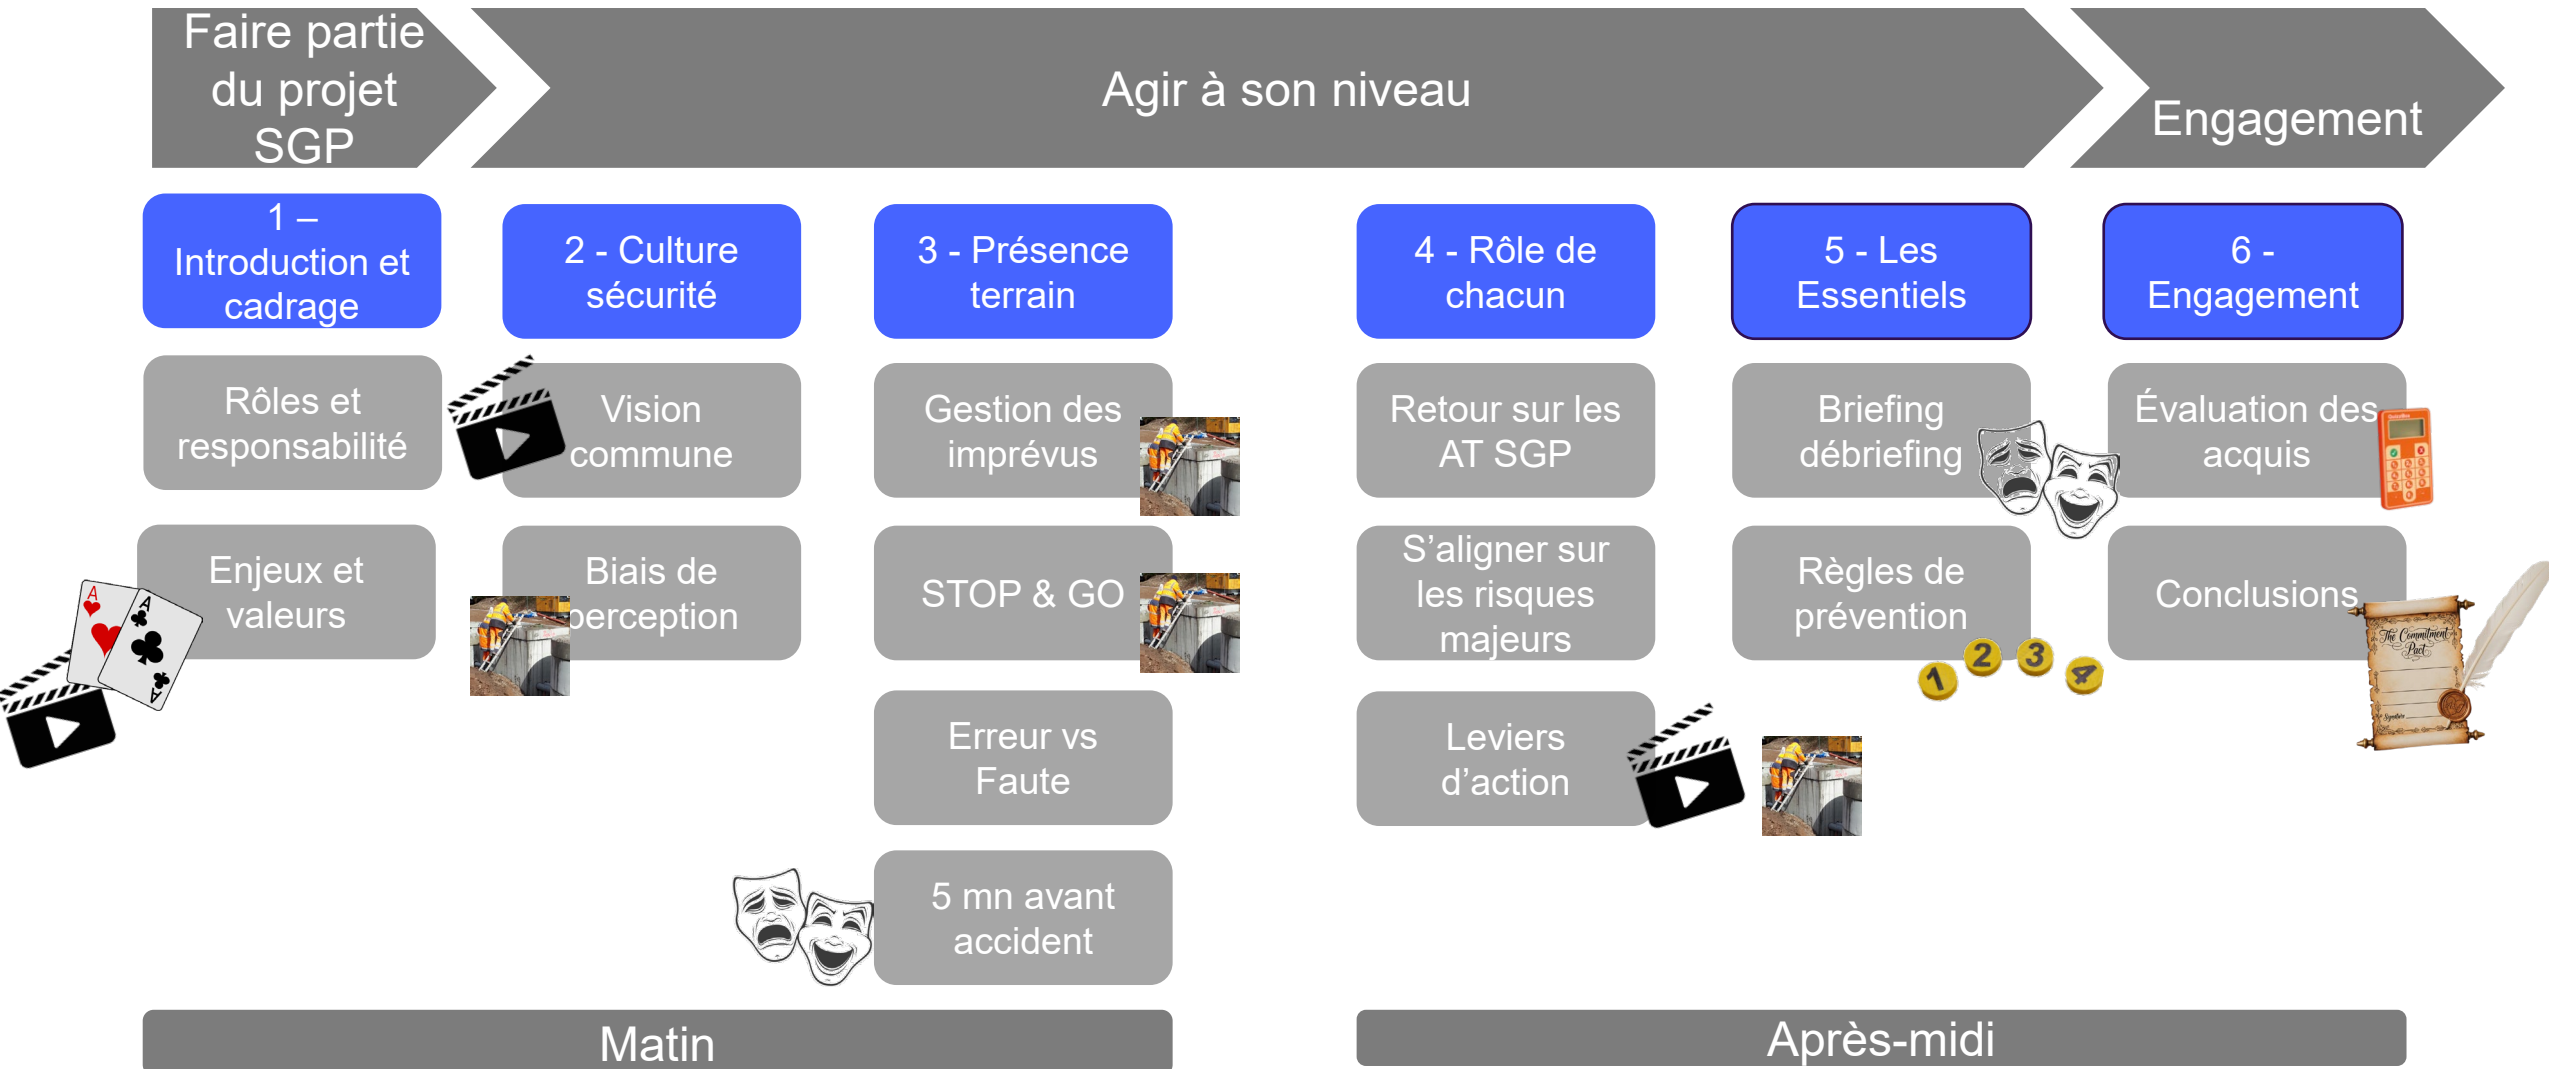 Faire partie
du projet
SGP
Agir à son niveau
Engagement
1 –
Introduction et
cadrage
2 - Culture
sécurité
3 - Présence
terrain
4 - Rôle de
chacun
5 - Les
Essentiels
6 -
Engagement
Rôles et
responsabilité
Vision
commune
Gestion des
imprévus
Retour sur les
AT SGP
Briefing
débriefing
Évaluation des
acquis
Enjeux et
valeurs
Biais de
perception
STOP & GO
S’aligner sur
les risques
majeurs
Règles de
prévention
Conclusions
A
A
A
The Commitment
Pact
1
2
3
4
Erreur vs
Faute
Leviers
d’action
5 mn avant
accident
Matin
Après-midi